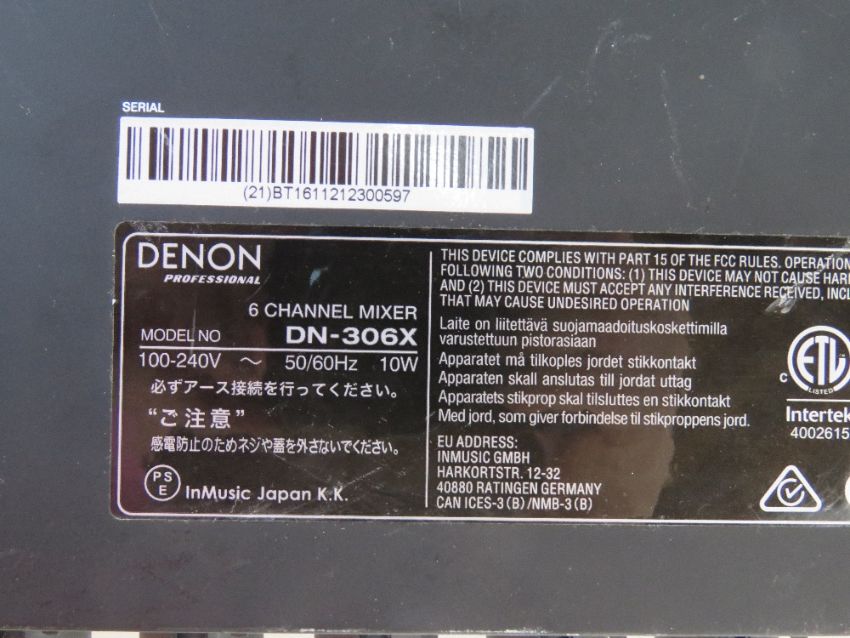 SERIAL
(21)BT1611212300597
DENON
PROFESSIONAL
6 CHANNEL MIXER
MODEL NO DN-306X
100-240V ~ 50/60Hz 10W
必ずアース接続を行ってください。
“ご注意”
感電防止のためネジや蓋を外さないでください。
PS
E
InMusic Japan K.K.
THIS DEVICE COMPLIES WITH PART 15 OF THE FCC RULES. OPERATION
FOLLOWING TWO CONDITIONS: (1) THIS DEVICE MAY NOT CAUSE HARM
AND (2) THIS DEVICE MUST ACCEPT ANY INTERFERENCE RECEIVED, INCL
THAT MAY CAUSE UNDESIRED OPERATION
Laite on liitettävä suojamaadoituskoskettimilla
varustettuun pistorasiaan
Apparatet må tilkoples jordet stikkontakt
Apparaten skall anslutas till jordat uttag
Apparatets stikprop skal tilsluttes en stikkontakt
Med jord, som giver forbindelse til stikproppens jord.
EU ADDRESS:
INMUSIC GMBH
HARKORTSTR. 12-32
40880 RATINGEN GERMANY
CAN ICES-3 (B) /NMB-3 (B)
C ETL
LISTED
Intertek
4002615